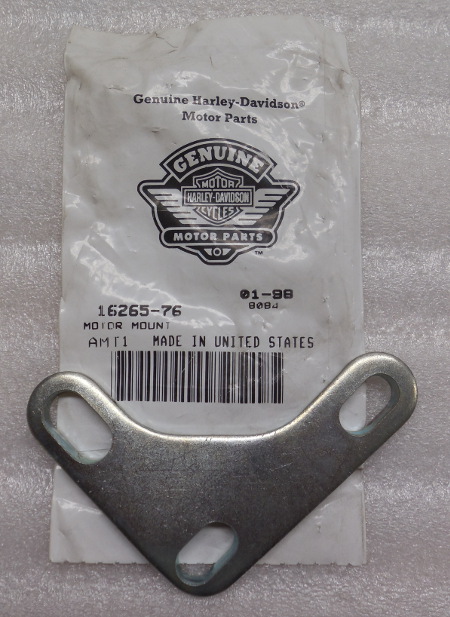 Genuine Harley-Davidson®
Motor Parts
GENUINE
MOTOR
HARLEY-DAVIDSON
CYCLES
MOTOR PARTS
TM
16265-76
01-98
MOTOR MOUNT
AMT1 MADE IN UNITED STATES